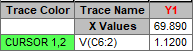 Trace Color Trace Name Y1
X Values 69.890
CURSOR 1,2 V(C6:2) 1.1200